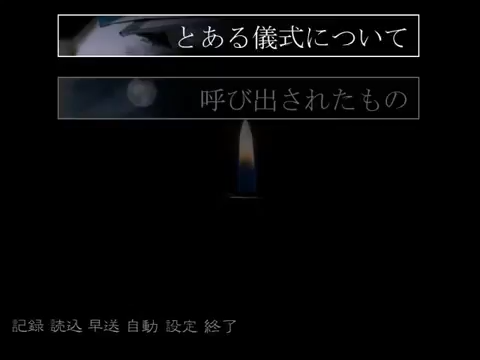 とある儀式について
呼び出されたもの
記録 読込 早送 自動 設定 終了